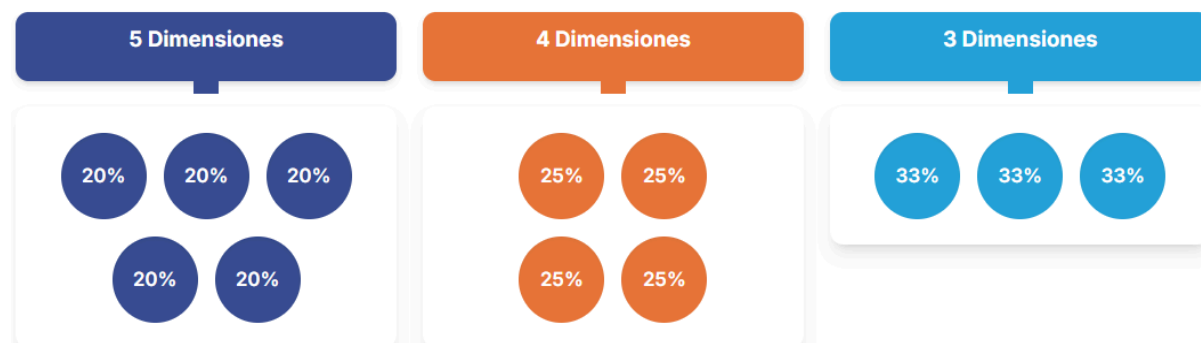 5 Dimensiones
20% 20% 20%
20% 20%
4 Dimensiones
25% 25%
25% 25%
3 Dimensiones
33% 33% 33%